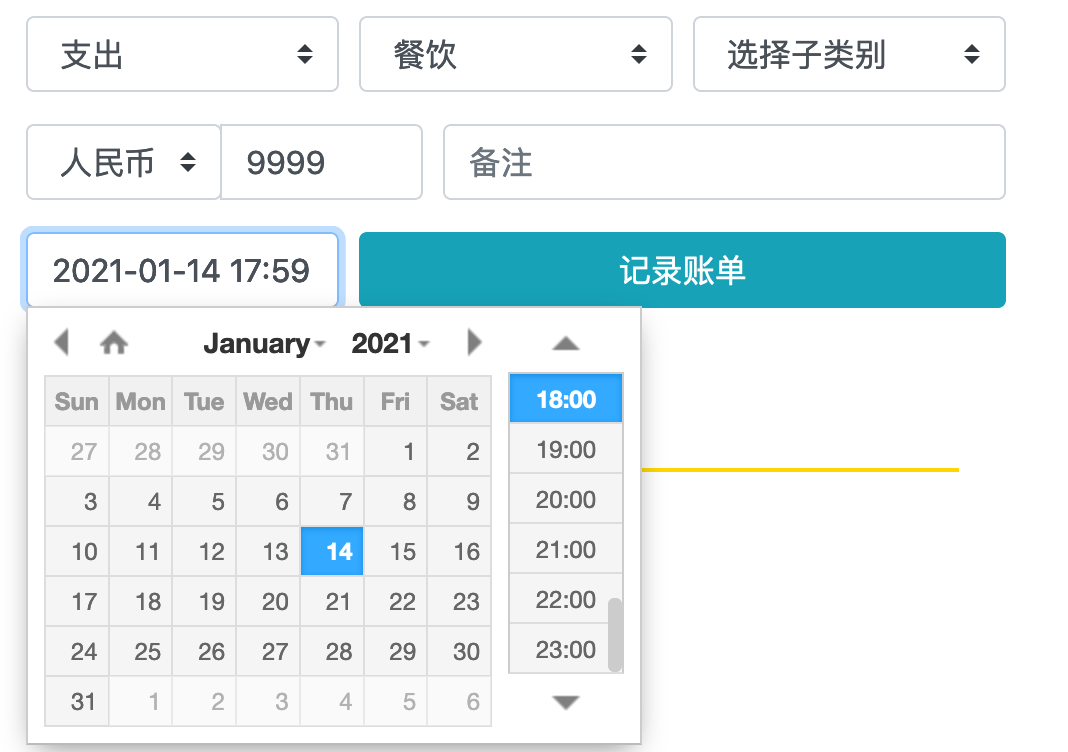 支出 餐饮 选择子类别
人民币 9999 备注
2021-01-14 17:59 记录账单
January 2021
Sun Mon Tue Wed Thu Fri Sat 18:00
27 28 29 30 31 1 2 19:00
3 4 5 6 7 8 9 20:00
10 11 12 13 14 15 16 21:00
17 18 19 20 21 22 23 22:00
24 25 26 27 28 29 30 23:00
31 1 2 3 4 5 6